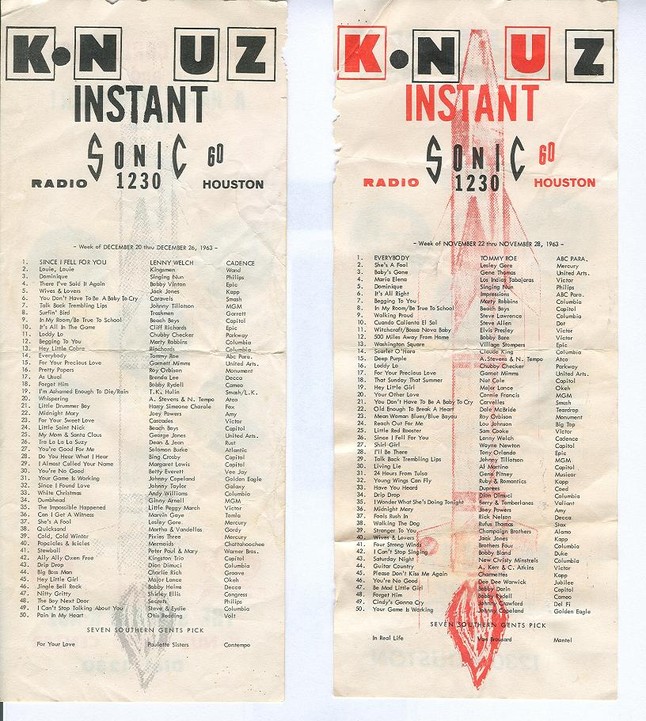 K·N UZ
INSTANT
SONIC 60
RADIO 1230 HOUSTON
– Week of DECEMBER 20 thru DECEMBER 26, 1963 –
1. SINCE I FELL FOR YOU LENNY WELCH CADENCE
2. Louie, Louie Kingsmen Wand
3. Dominique Singing Nun Philips
4. There I've Said It Again Bobby Vinton Epic
5. Wives & Lovers Jack Jones Kapp
6. You Don't Have To Be A Baby To Cry Caravels Smash
7. Talk Back Trembling Lips Johnny Tillotson MGM
8. Surfin' Bird Trashmen Garrett
9. In My Room/Be True To School Beach Boys Capitol
10. It's All In The Game Cliff Richards Epic
11. Loddy Lo Chubby Checker Parkway
12. Begging To You Marty Robbins Columbia
13. Hey Little Cobra Ripchords Columbia
14. Everybody Tommy Roe Abc Para.
15. For Your Precious Love Garnett Mimms United Arts.
16. Pretty Papers Roy Orbison Monument
17. As Usual Brenda Lee Decca
18. Forget Him Bobby Rydell Cameo
19. I'm Ashamed Enough To Die/Rain T.K. Hulin Smash/L.K.
20. Whispering A. Stevens & N. Tempo Atco
21. Little Drummer Boy Harry Simeone Chorale Fox
22. Midnight Mary Joey Powers Amy
23. For Your Sweet Love Cascades Victor
24. Little Saint Nick Beach Boys Capitol
25. My Mom & Santa Claus George Jones United Arts.
26. Tra La La Suzy Dean & Jean Rust
27. You're Good For Me Solomon Burke Atlantic
28. Do You Hear What I Hear Bing Crosby Capitol
29. I Almost Called Your Name Margaret Lewis Capitol
30. You're No Good Betty Everett Vee Jay
31. Your Game Is Working Johnny Copeland Golden Eagle
32. Since I Found Love Johnny Taylor Galaxy
33. White Christmas Andy Williams Columbia
34. Dumbhead Ginny Arnell MGM
35. The Impossible Happened Little Peggy March Victor
36. Can I Get A Witness Marvin Gaye Tamla
37. She's A Fool Lesley Gore Mercury
38. Quicksand Martha & Vandellas Gordy
39. Cold, Cold Winter Pixies Three Mercury
40. Popsicles & Icicles Mermaids Chattahoochee
41. Stewball Peter Paul & Mary Warner Bros.
42. Ally Ally Oxen Free Kingston Trio Capitol
43. Drip Drop Dion Dimuci Columbia
44. Big Boss Man Charlie Rich Groove
45. Hey Little Girl Major Lance Okeh
46. Jingle Bell Rock Bobby Helms Decca
47. Nitty Gritty Shirley Ellis Congress
48. The Boy Next Door Secrets Philips
49. I Can't Stop Talking About You Steve & Eydie Columbia
50. Pain In My Heart Otis Redding Volt
SEVEN SOUTHERN GENTS PICK
For Your Love Paulette Sisters Contempo
K·N UZ
INSTANT
SONIC 60
RADIO 1230 HOUSTON
– Week of NOVEMBER 22 thru NOVEMBER 28, 1963 –
1. EVERYBODY TOMMY ROE ABC PARA.
2. She's A Fool Lesley Gore Mercury
3. Baby's Gone Gene Thomas United Arts.
4. Maria Elena Los Indios Tabajaras Victor
5. Dominique Singing Nun Philips
6. It's All Right Impressions ABC Para.
7. Begging To You Marty Robbins Columbia
8. In My Room/Be True To School Beach Boys Capitol
9. Walking Proud Steve Lawrence Columbia
10. Cuando Caliente El Sol Steve Allen Dot
11. Witchcraft/Bossa Nova Baby Elvis Presley Victor
12. 500 Miles Away From Home Bobby Bare Victor
13. Washington Square Village Stompers Epic
14. Scarlet O'Hara Claude King Columbia
15. Deep Purple A. Stevens & N. Tempo Atco
16. Loddy Lo Chubby Checker Parkway
17. For Your Precious Love Garnet Mimms United Arts.
18. That Sunday That Summer Nat Cole Capitol
19. Hey Little Girl Major Lance Okeh
20. Your Other Love Connie Francis MGM
21. You Don't Have To Be A Baby To Cry Carvelles Smash
22. Old Enough To Break A Heart Dale McBride Teardrop
23. Mean Woman Blues/Blue Bayou Roy Orbison Monument
24. Reach Out For Me Lou Johnson Big Top
25. Little Red Rooster Sam Cooke Victor
26. Since I Fell For You Lenny Welch Cadence
27. Shirl-Girl Wayne Newton Capitol
28. I'll Be There Tony Orlando Epic
29. Talk Back Trembling Lips Johnny Tillotson MGM
30. Living Lie Al Martino Capitol
31. 24 Hours From Tulsa Gene Pitney Musicor
32. Young Wings Can Fly Ruby & Romantics Kapp
33. Have You Heard Duprees Coed
34. Drip Drop Dion Dimuci Columbia
35. I Wonder What She's Doing Tonight Barry & Tamberlanes Valiant
36. Midnight Mary Joey Powers Amy
37. Fools Rush In Rick Nelson Decca
38. Walking The Dog Rufus Thomas Stax
39. Stranger To You Champaign Brothers Alamo
40. Wives & Lovers Jack Jones Kapp
41. Four Strong Winds Brothers Four Columbia
42. I Can't Stop Singing Bobby Bland Duke
43. Saturday Night New Christy Minstrels Columbia
44. Guitar Country A. Kerr & C. Atkins Victor
45. Please Don't Kiss Me Again Charmettes Kapp
46. You're No Good Dee Dee Warwick Jubilee
47. Be Mad Little Girl Bobby Darin Capitol
48. Forget Him Bobby Rydell Cameo
49. Cindy's Gonna Cry Johnny Crawford Del Fi
50. Your Game Is Working Johnny Copeland Golden Eagle
SEVEN SOUTHERN GENTS PICK
In Real Life Van Broussard Montel